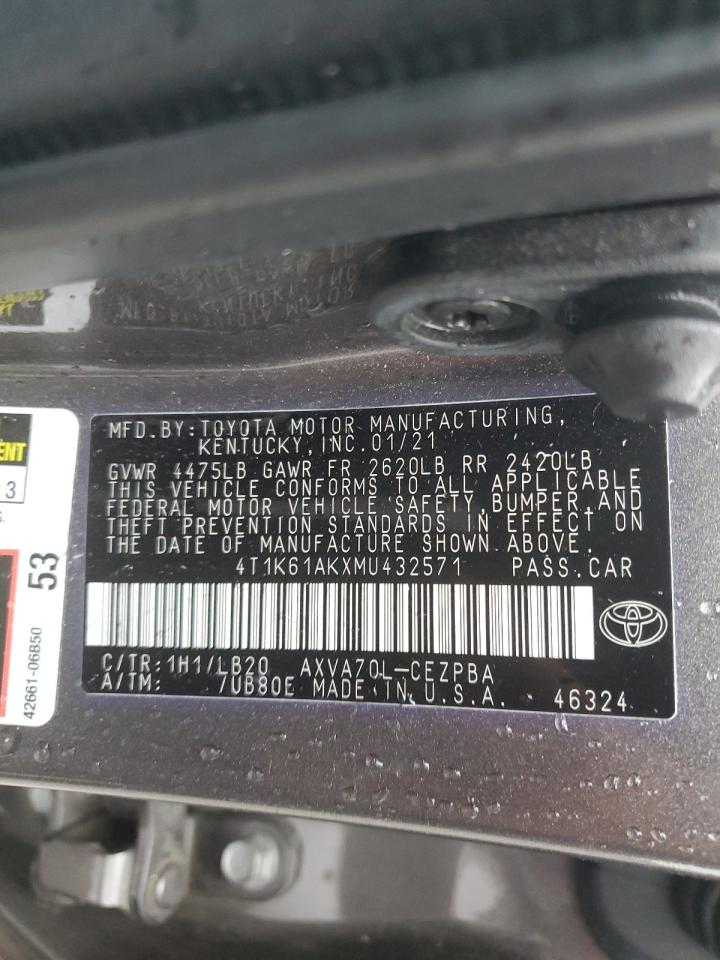 MFD.BY:TOYOTA MOTOR MANUFACTURING,
KENTUCKY,INC.01/21
GVWR 4475LB GAWR FR 2620LB RR 2420LB
THIS VEHICLE CONFORMS TO ALL APPLICABLE
FEDERAL MOTOR VEHICLE SAFETY,BUMPER,AND
THEFT PREVENTION STANDARDS IN EFFECT ON
THE DATE OF MANUFACTURE SHOWN ABOVE.
4T1K61AKXMU432571 PASS.CAR
C/TR:1H1/LB20 AXVA70L-CEZPBA
A/TM: 7UB80E MADE IN U.S.A. 46324
3
53
42661-06B50